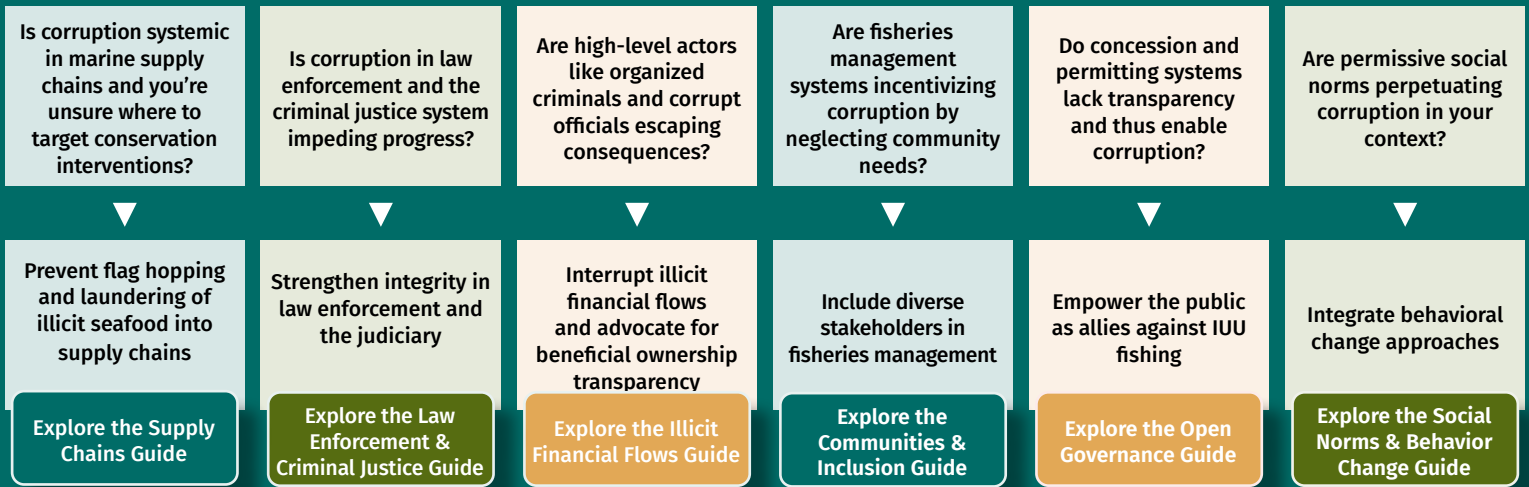 Is corruption systemic
in marine supply
chains and you’re
unsure where to
target conservation
interventions?
Is corruption in law
enforcement and the
criminal justice system
impeding progress?
Are high-level actors
like organized
criminals and corrupt
officials escaping
consequences?
Are fisheries
management
systems incentivizing
corruption by
neglecting community
needs?
Do concession and
permitting systems
lack transparency
and thus enable
corruption?
Are permissive social
norms perpetuating
corruption in your
context?
Prevent flag hopping
and laundering of
illicit seafood into
supply chains
Strengthen integrity in
law enforcement and
the judiciary
Interrupt illicit
financial flows
and advocate for
beneficial ownership
transparency
Include diverse
stakeholders in
fisheries management
Empower the public
as allies against IUU
fishing
Integrate behavioral
change approaches
Explore the Supply
Chains Guide
Explore the Law
Enforcement &
Criminal Justice Guide
Explore the Illicit
Financial Flows Guide
Explore the
Communities &
Inclusion Guide
Explore the Open
Governance Guide
Explore the Social
Norms & Behavior
Change Guide